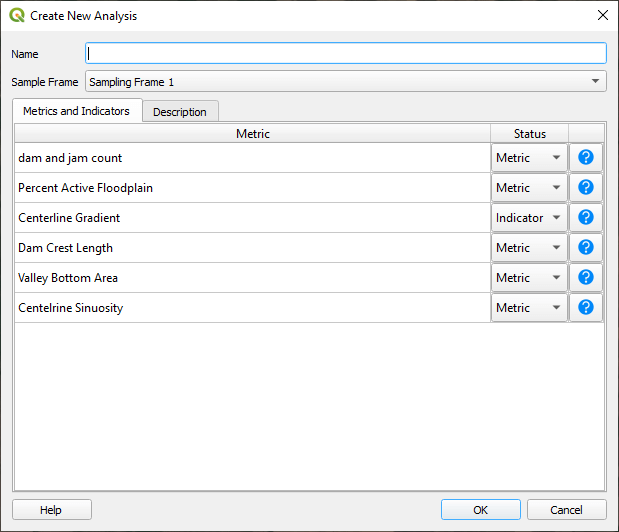 Create New Analysis
Name
Sample Frame Sampling Frame 1
Metrics and Indicators Description
Metric Status
dam and jam count Metric ?
Percent Active Floodplain Metric ?
Centerline Gradient Indicator ?
Dam Crest Length Metric ?
Valley Bottom Area Metric ?
Centelrine Sinuosity Metric ?
Help OK Cancel